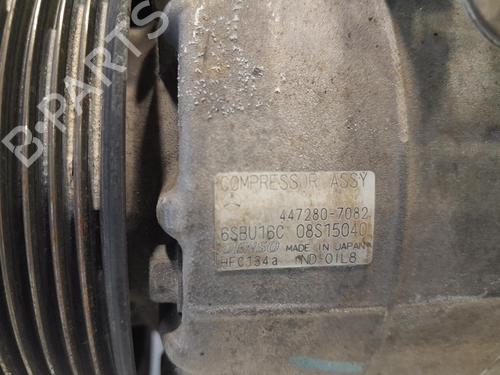 B-PARTS
COMPRESSOR ASSY
447280-7082
6SBU16C 08S15040
DENSO MADE IN JAPAN
HFC134a ND-OIL8